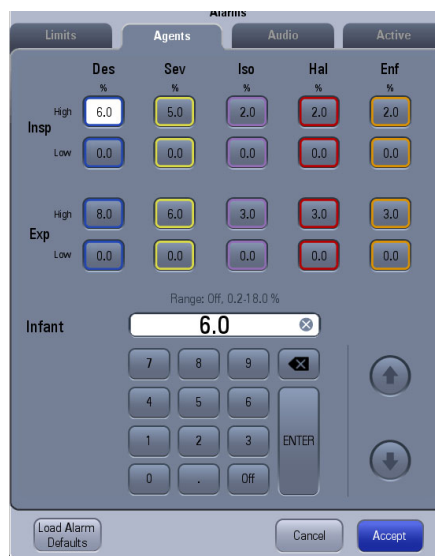 Alarms
Limits Agents Audio Active
Des Sev Iso Hal Enf
% % % % %
High 6.0 5.0 2.0 2.0 2.0
Insp
Low 0.0 0.0 0.0 0.0 0.0
High 8.0 6.0 3.0 3.0 3.0
Exp
Low 0.0 0.0 0.0 0.0 0.0
Range: Off, 0.2-18.0 %
Infant 6.0
7 8 9
4 5 6
1 2 3 ENTER
0 . Off
Load Alarm
Defaults
Cancel Accept